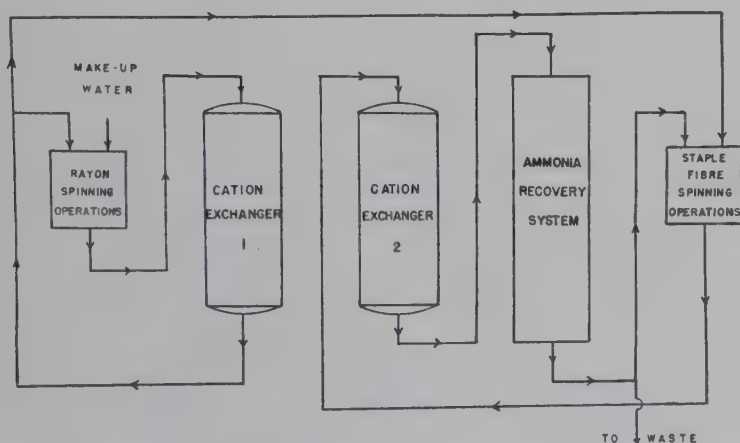 MAKE-UP
WATER
RAYON
SPINNING
OPERATIONS
CATION
EXCHANGER
1
CATION
EXCHANGER
2
AMMONIA
RECOVERY
SYSTEM
STAPLE
FIBRE
SPINNING
OPERATIONS
TO WASTE